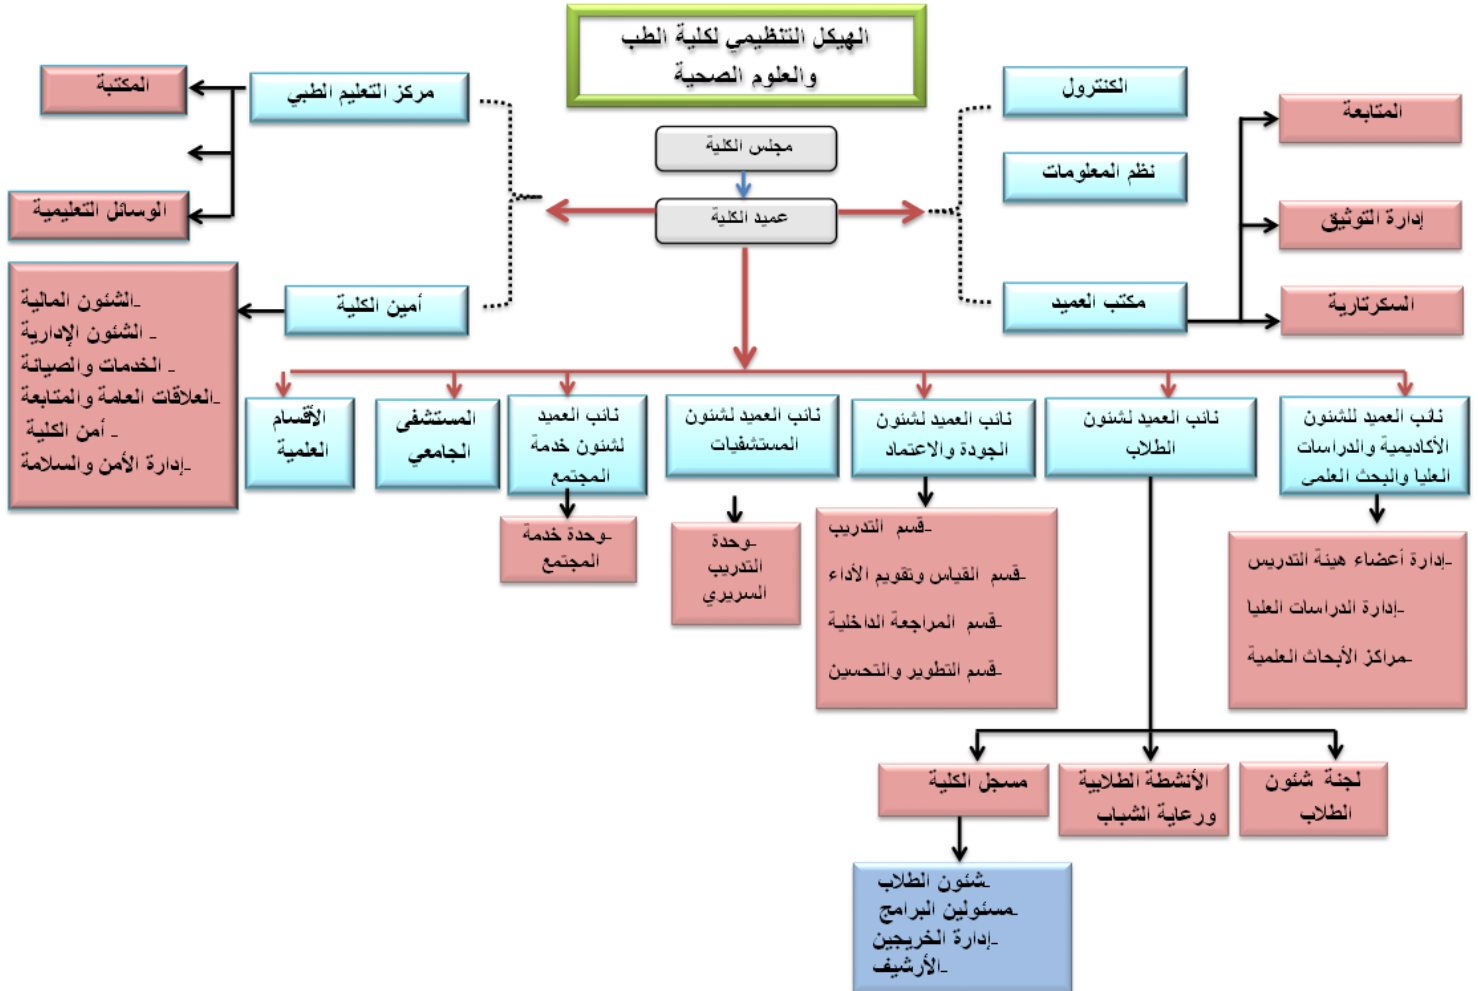 الهيكل التنظيمي لكلية الطب
والعلوم الصحية
مجلس الكلية
عميد الكلية
الكنترول
نظم المعلومات
مكتب العميد
المتابعة
إدارة التوثيق
السكرتارية
مركز التعليم الطبي
المكتبة
الوسائل التعليمية
أمين الكلية
-الشئون المالية
- الشئون الإدارية
- الخدمات والصيانة
-العلاقات العامة والمتابعة
- أمن الكلية
-إدارة الأمن والسلامة
نائب العميد للشئون
الأكاديمية والدراسات
العليا والبحث العلمي
نائب العميد لشئون
الطلاب
نائب العميد لشئون
الجودة والاعتماد
نائب العميد لشئون
المستشفيات
نائب العميد
لشئون خدمة
المجتمع
المستشفى
الجامعي
الأقسام
العلمية
-إدارة أعضاء هيئة التدريس
-إدارة الدراسات العليا
-مراكز الأبحاث العلمية
-قسم التدريب
-قسم القياس وتقويم الأداء
-قسم المراجعة الداخلية
-قسم التطوير والتحسين
-وحدة
التدريب
السريري
-وحدة خدمة
المجتمع
لجنة شئون
الطلاب
الأنشطة الطلابية
ورعاية الشباب
مسجل الكلية
-شئون الطلاب
-مسئولين البرامج
-إدارة الخريجين
-الأرشيف